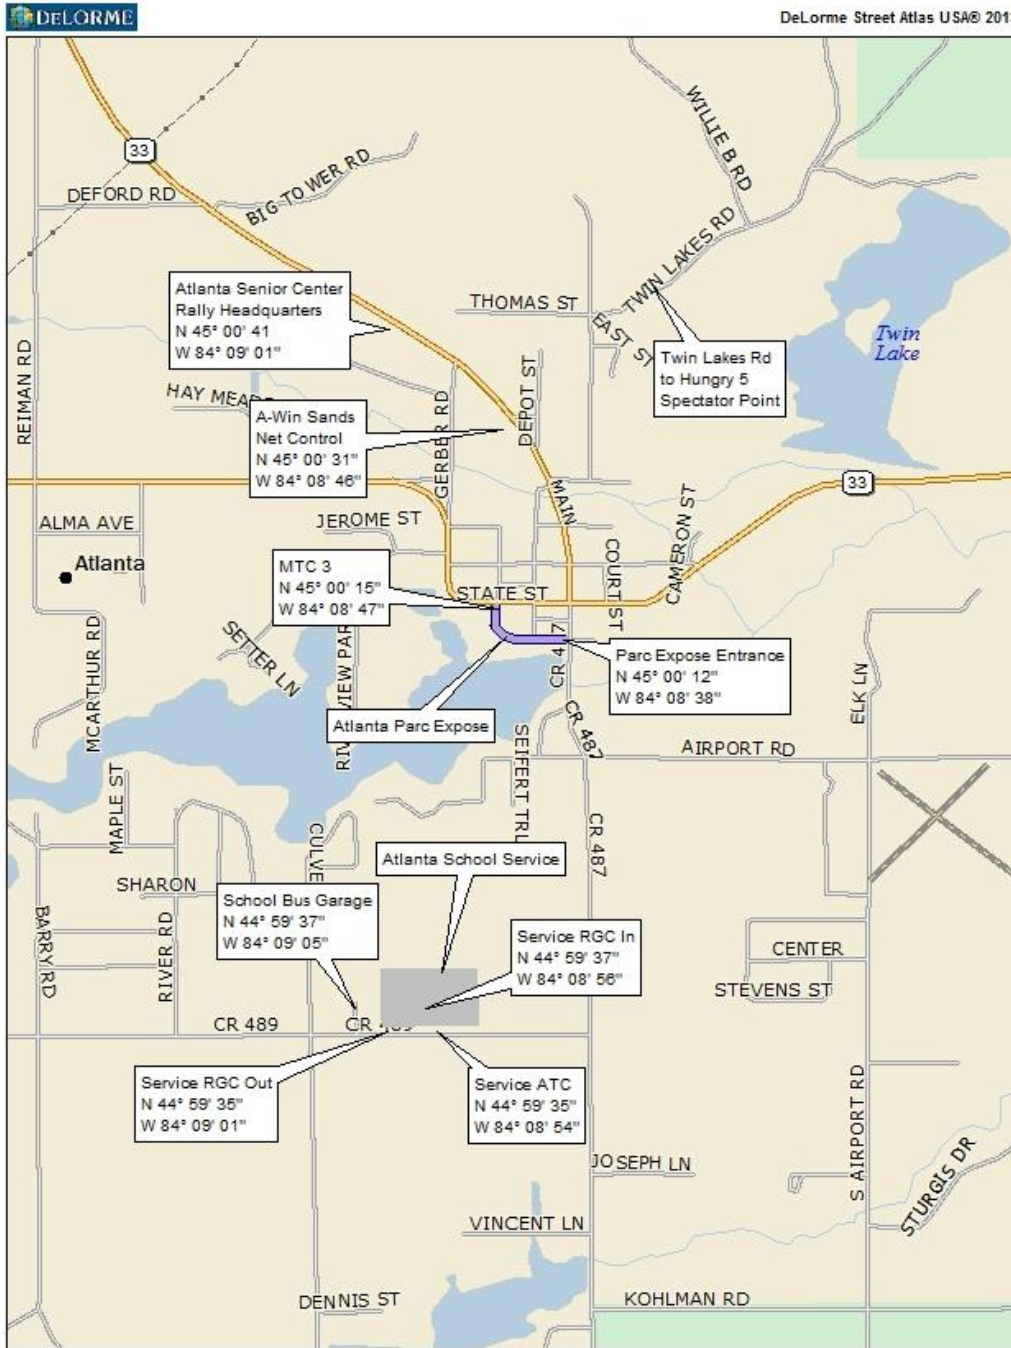 DELORME
DeLorme Street Atlas USA® 201
33
DEFORD RD
BIG TOWER RD
WILLIE B RD
TWIN LAKES RD
Atlanta Senior Center
Rally Headquarters
N 45° 00' 41
W 84° 09' 01"
THOMAS ST
EAST ST
Twin
Lake
Twin Lakes Rd
to Hungry 5
Spectator Point
REIMAN RD
HAY MEAD
A-Win Sands
Net Control
N 45° 00' 31"
W 84° 08' 46"
GERBER RD
DEPOT ST
MAIN
33
ALMA AVE
JEROME ST
CAMERON ST
COURT ST
Atlanta
MTC 3
N 45° 00' 15"
W 84° 08' 47"
STATE ST
MCARTHUR RD
SETTER LN
Parc Expose Entrance
N 45° 00' 12"
W 84° 08' 38"
ELK LN
Atlanta Parc Expose
CR 487
AIRPORT RD
SEIFERT TRL
MAPLE ST
CULVE
CR 487
Atlanta School Service
SHARON
School Bus Garage
N 44° 59' 37"
W 84° 09' 05"
BARRY RD
RIVER RD
Service RGC In
N 44° 59' 37"
W 84° 08' 56"
CENTER
STEVENS ST
CR 489
Service RGC Out
N 44° 59' 35"
W 84° 09' 01"
Service ATC
N 44° 59' 35"
W 84° 08' 54"
S AIRPORT RD
JOSEPH LN
STURGIS DR
VINCENT LN
DENNIS ST
KOHLMAN RD